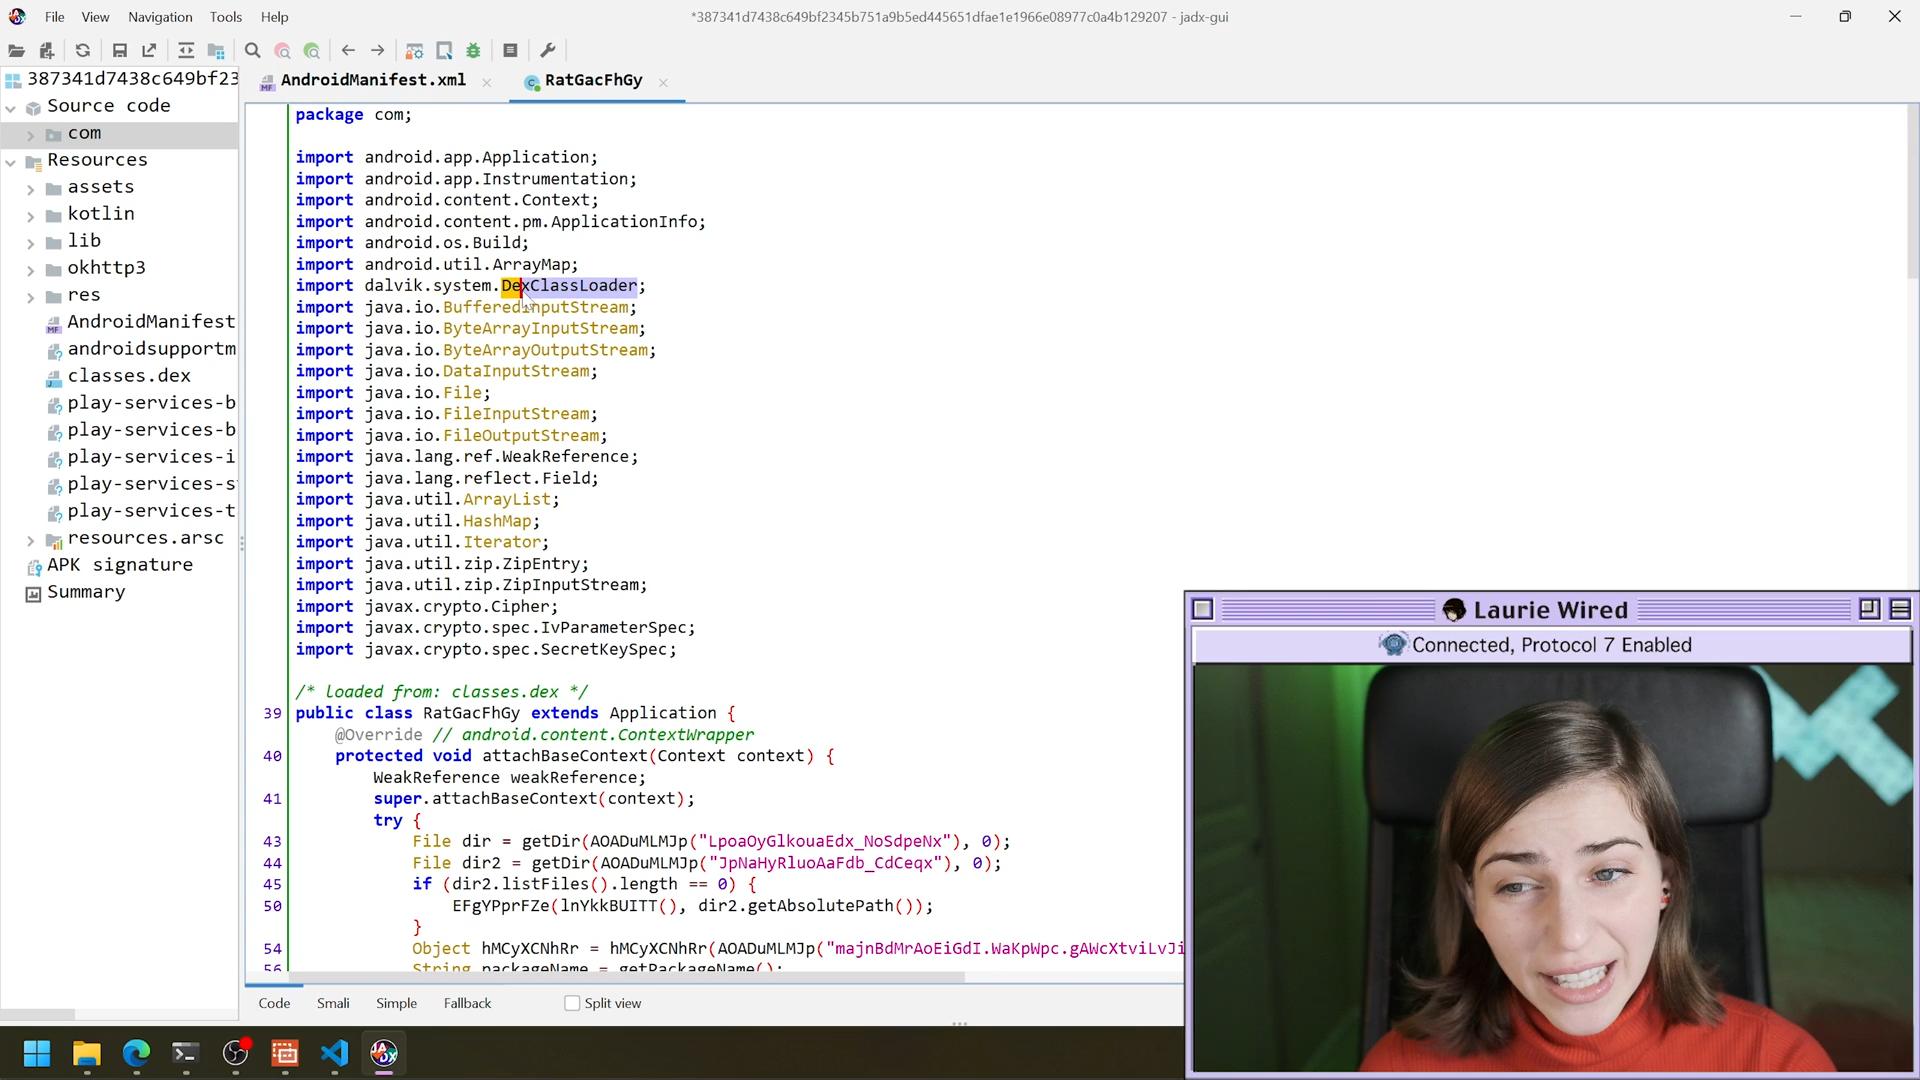 File View Navigation Tools Help
*387341d7438c649bf2345b751a9b5ed445651dfae1e1966e08977c0a4b129207 - jadx-gui
387341d7438c649bf23
Source code
com
Resources
assets
kotlin
lib
okhttp3
res
AndroidManifest
androidsupportm
classes.dex
play-services-b
play-services-b
play-services-i
play-services-s
play-services-t
resources.arsc
APK signature
Summary
AndroidManifest.xml
RatGacFhGy
package com;
import android.app.Application;
import android.app.Instrumentation;
import android.content.Context;
import android.content.pm.ApplicationInfo;
import android.os.Build;
import android.util.ArrayMap;
import dalvik.system.DexClassLoader;
import java.io.BufferedInputStream;
import java.io.ByteArrayInputStream;
import java.io.ByteArrayOutputStream;
import java.io.DataInputStream;
import java.io.File;
import java.io.FileInputStream;
import java.io.FileOutputStream;
import java.lang.ref.WeakReference;
import java.lang.reflect.Field;
import java.util.ArrayList;
import java.util.HashMap;
import java.util.Iterator;
import java.util.zip.ZipEntry;
import java.util.zip.ZipInputStream;
import javax.crypto.Cipher;
import javax.crypto.spec.IvParameterSpec;
import javax.crypto.spec.SecretKeySpec;
/* loaded from: classes.dex */
39 public class RatGacFhGy extends Application {
@Override // android.content.ContextWrapper
40 protected void attachBaseContext(Context context) {
WeakReference weakReference;
41 super.attachBaseContext(context);
try {
43 File dir = getDir(AOADuMLMJp("LpoaOyGlkouaEdx_NoSdpeNx"), 0);
44 File dir2 = getDir(AOADuMLMJp("JpNaHyRluoAaFdb_CdCeqx"), 0);
45 if (dir2.listFiles().length == 0) {
50 EFgYPprFZe(lnYkkBUITT(), dir2.getAbsolutePath());
}
54 Object hMCyXCNhRr = hMCyXCNhRr(AOADuMLMJp("majnBdMrAoEiGdI.WaKpWpc.gAWcXtviLvJi
56 String packageName = getPackageName();
Code Smali Simple Fallback Split view
Laurie Wired
Connected, Protocol 7 Enabled